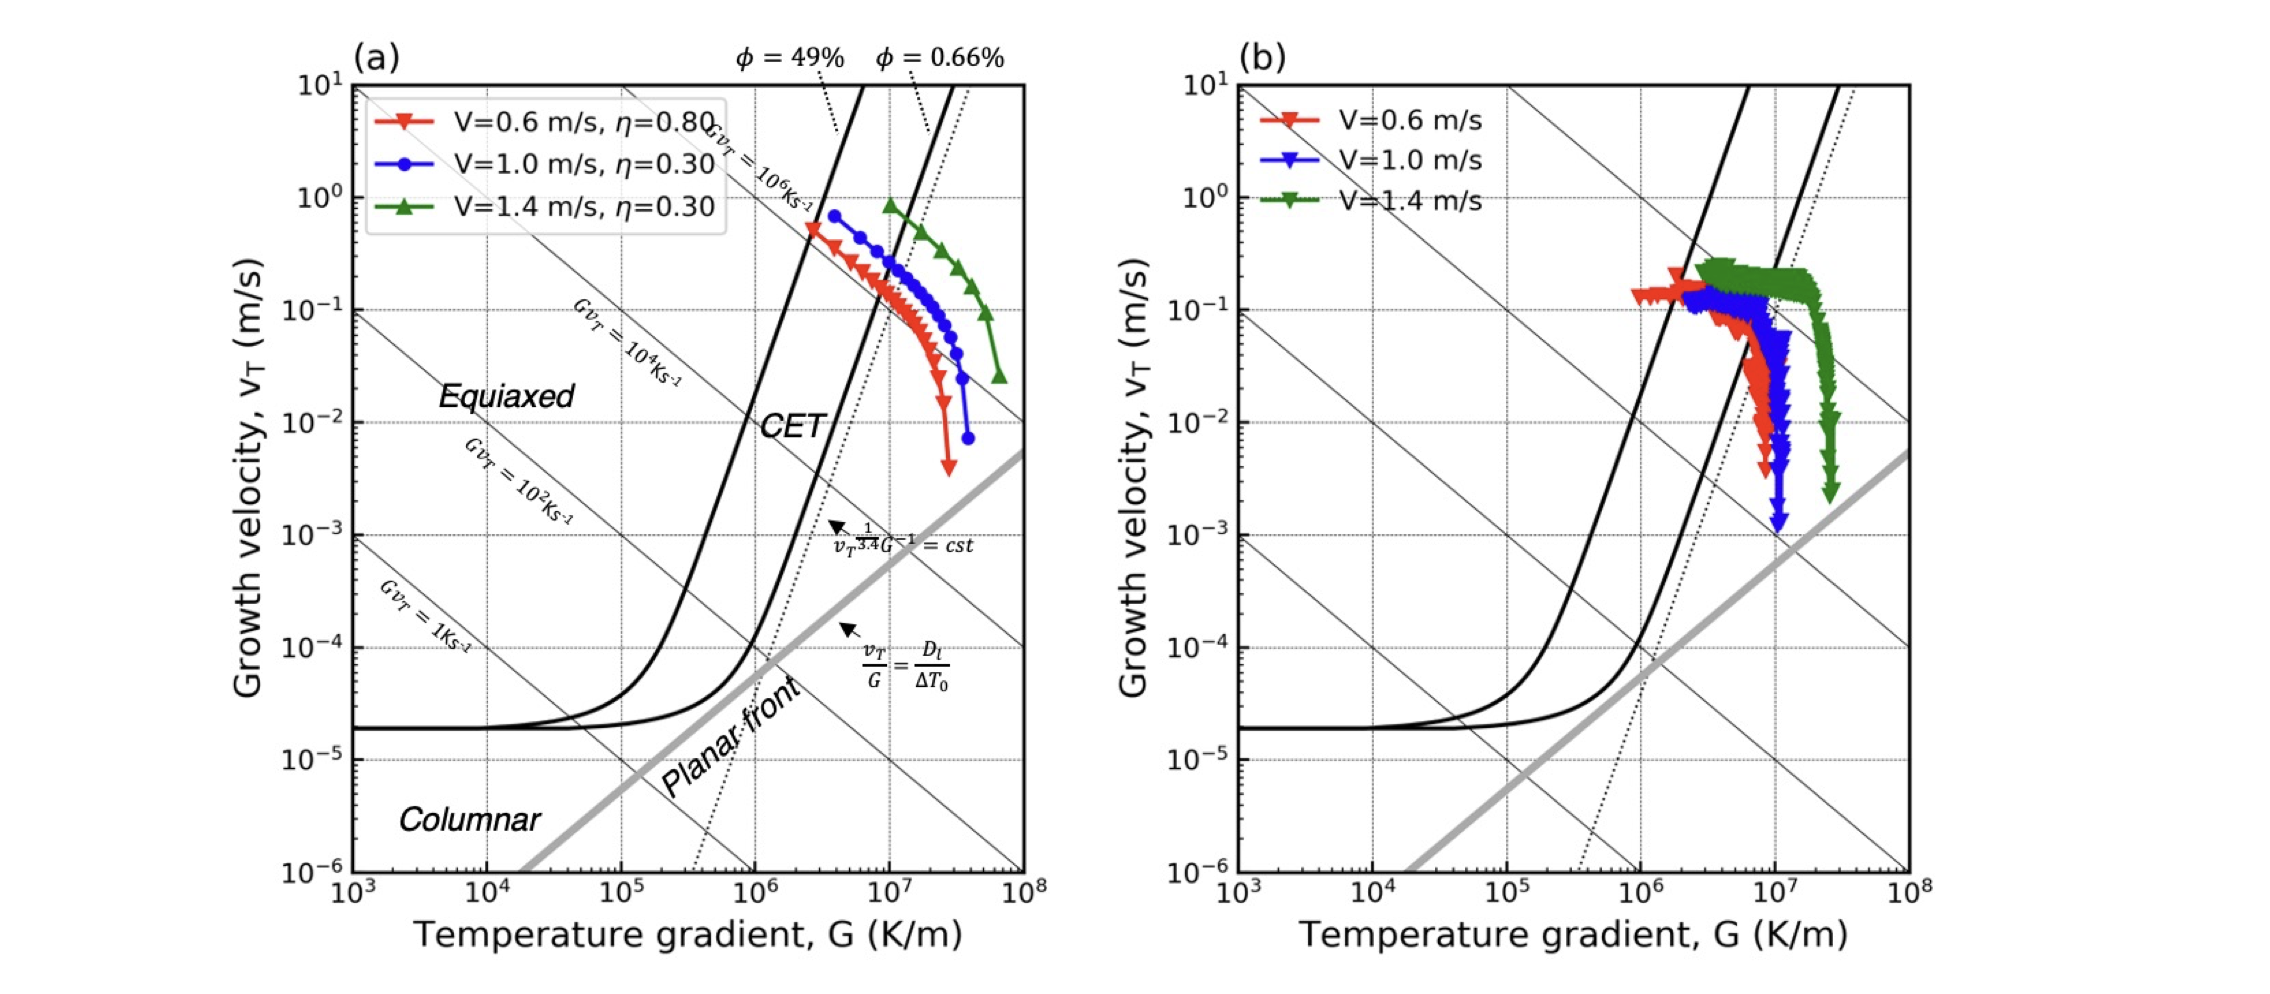 (a)
ϕ = 49% ϕ = 0.66%
V=0.6 m/s, η=0.80
V=1.0 m/s, η=0.30
V=1.4 m/s, η=0.30
Gv_T = 10⁶Ks⁻¹
Gv_T = 10⁴Ks⁻¹
Gv_T = 10²Ks⁻¹
Gv_T = 1Ks⁻¹
Equiaxed
CET
v_T^(1/3.4) G⁻¹ = cst
v_T/G = D_l/ΔT₀
Planar front
Columnar
10¹
10⁰
10⁻¹
10⁻²
10⁻³
10⁻⁴
10⁻⁵
10⁻⁶
10³ 10⁴ 10⁵ 10⁶ 10⁷ 10⁸
Growth velocity, v_T (m/s)
Temperature gradient, G (K/m)
(b)
V=0.6 m/s
V=1.0 m/s
V=1.4 m/s
10¹
10⁰
10⁻¹
10⁻²
10⁻³
10⁻⁴
10⁻⁵
10⁻⁶
10³ 10⁴ 10⁵ 10⁶ 10⁷ 10⁸
Growth velocity, v_T (m/s)
Temperature gradient, G (K/m)